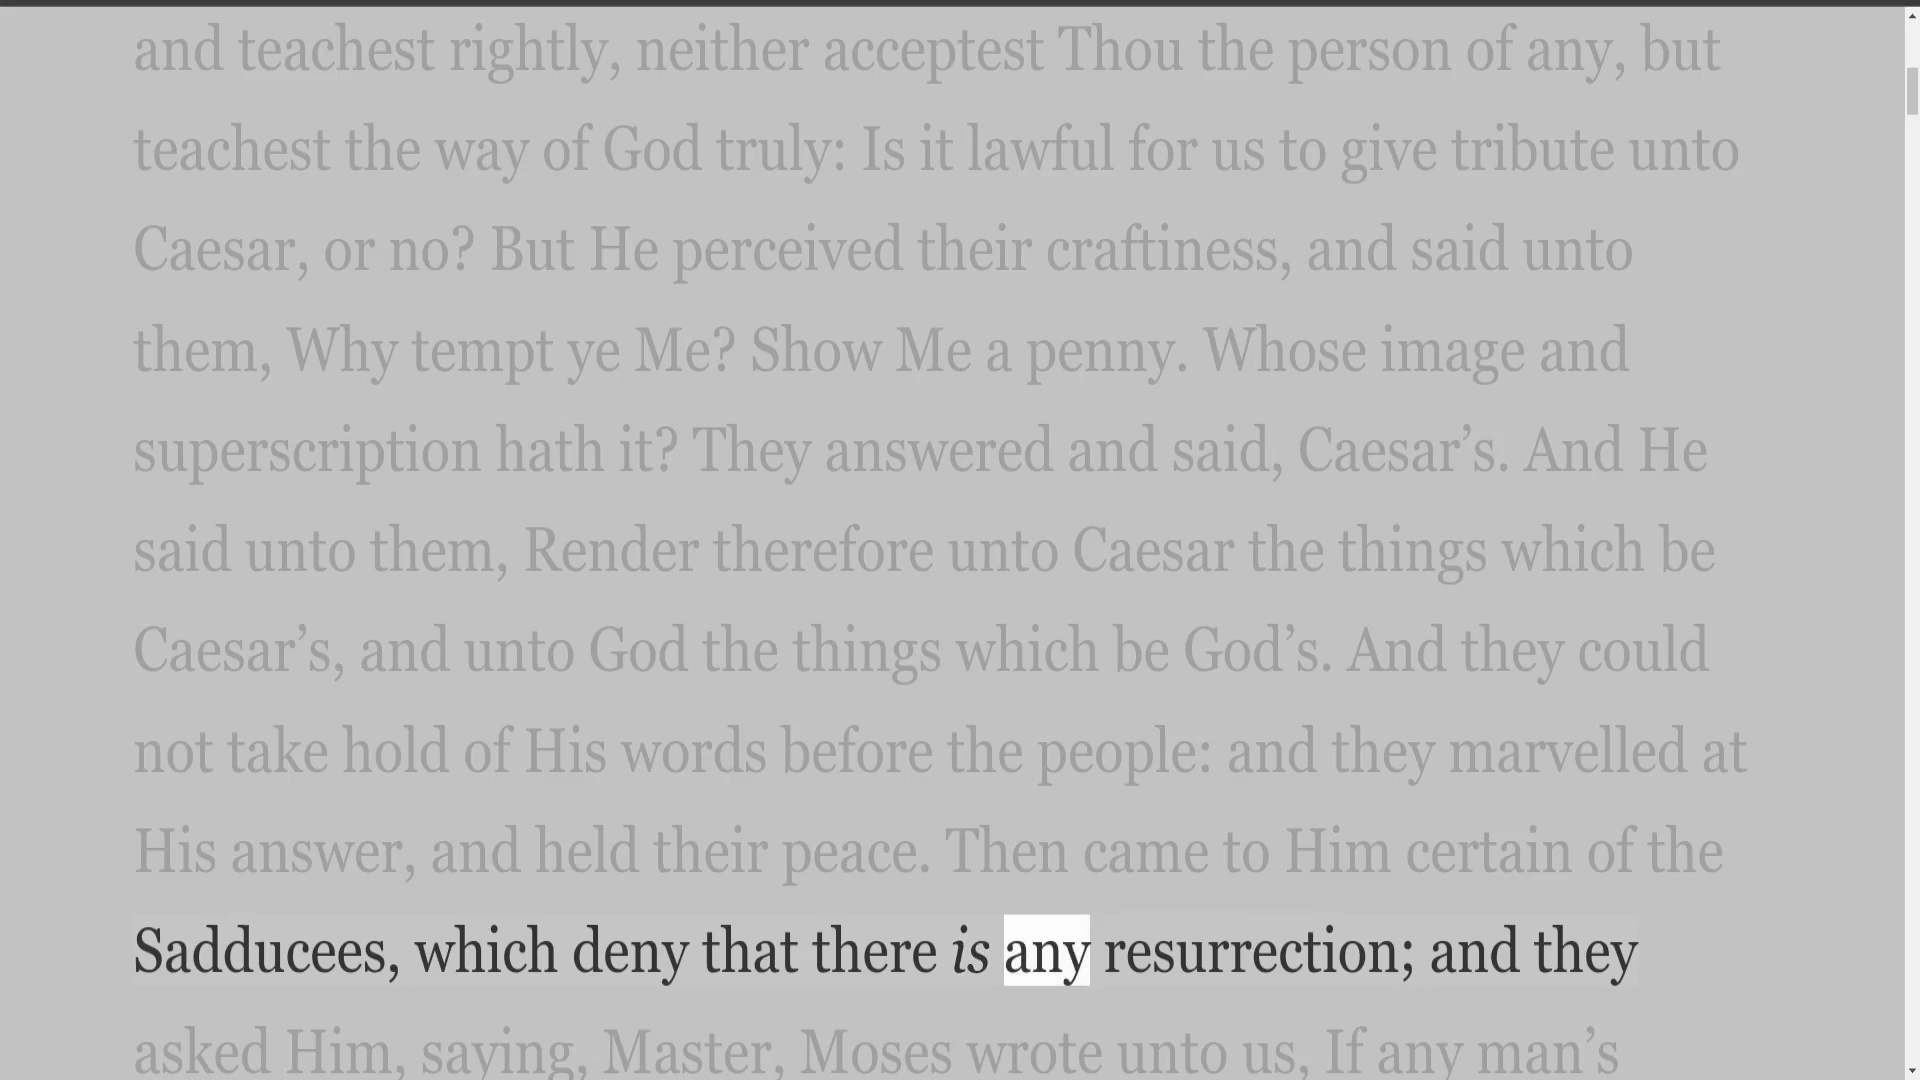 and teachest rightly, neither acceptest Thou the person of any, but
teachest the way of God truly: Is it lawful for us to give tribute unto
Caesar, or no? But He perceived their craftiness, and said unto
them, Why tempt ye Me? Show Me a penny. Whose image and
superscription hath it? They answered and said, Caesar’s. And He
said unto them, Render therefore unto Caesar the things which be
Caesar’s, and unto God the things which be God’s. And they could
not take hold of His words before the people: and they marvelled at
His answer, and held their peace. Then came to Him certain of the
Sadducees, which deny that there is any resurrection; and they
asked Him, saying, Master, Moses wrote unto us, If any man’s